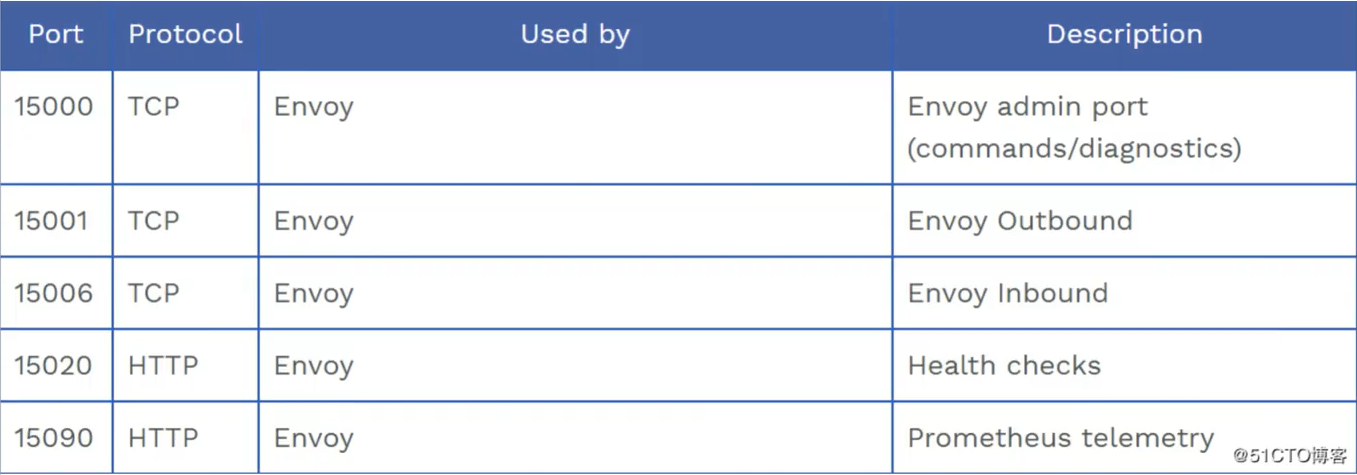 Port Protocol Used by Description
15000 TCP Envoy Envoy admin port
(commands/diagnostics)
15001 TCP Envoy Envoy Outbound
15006 TCP Envoy Envoy Inbound
15020 HTTP Envoy Health checks
15090 HTTP Envoy Prometheus telemetry
@51CTO博客